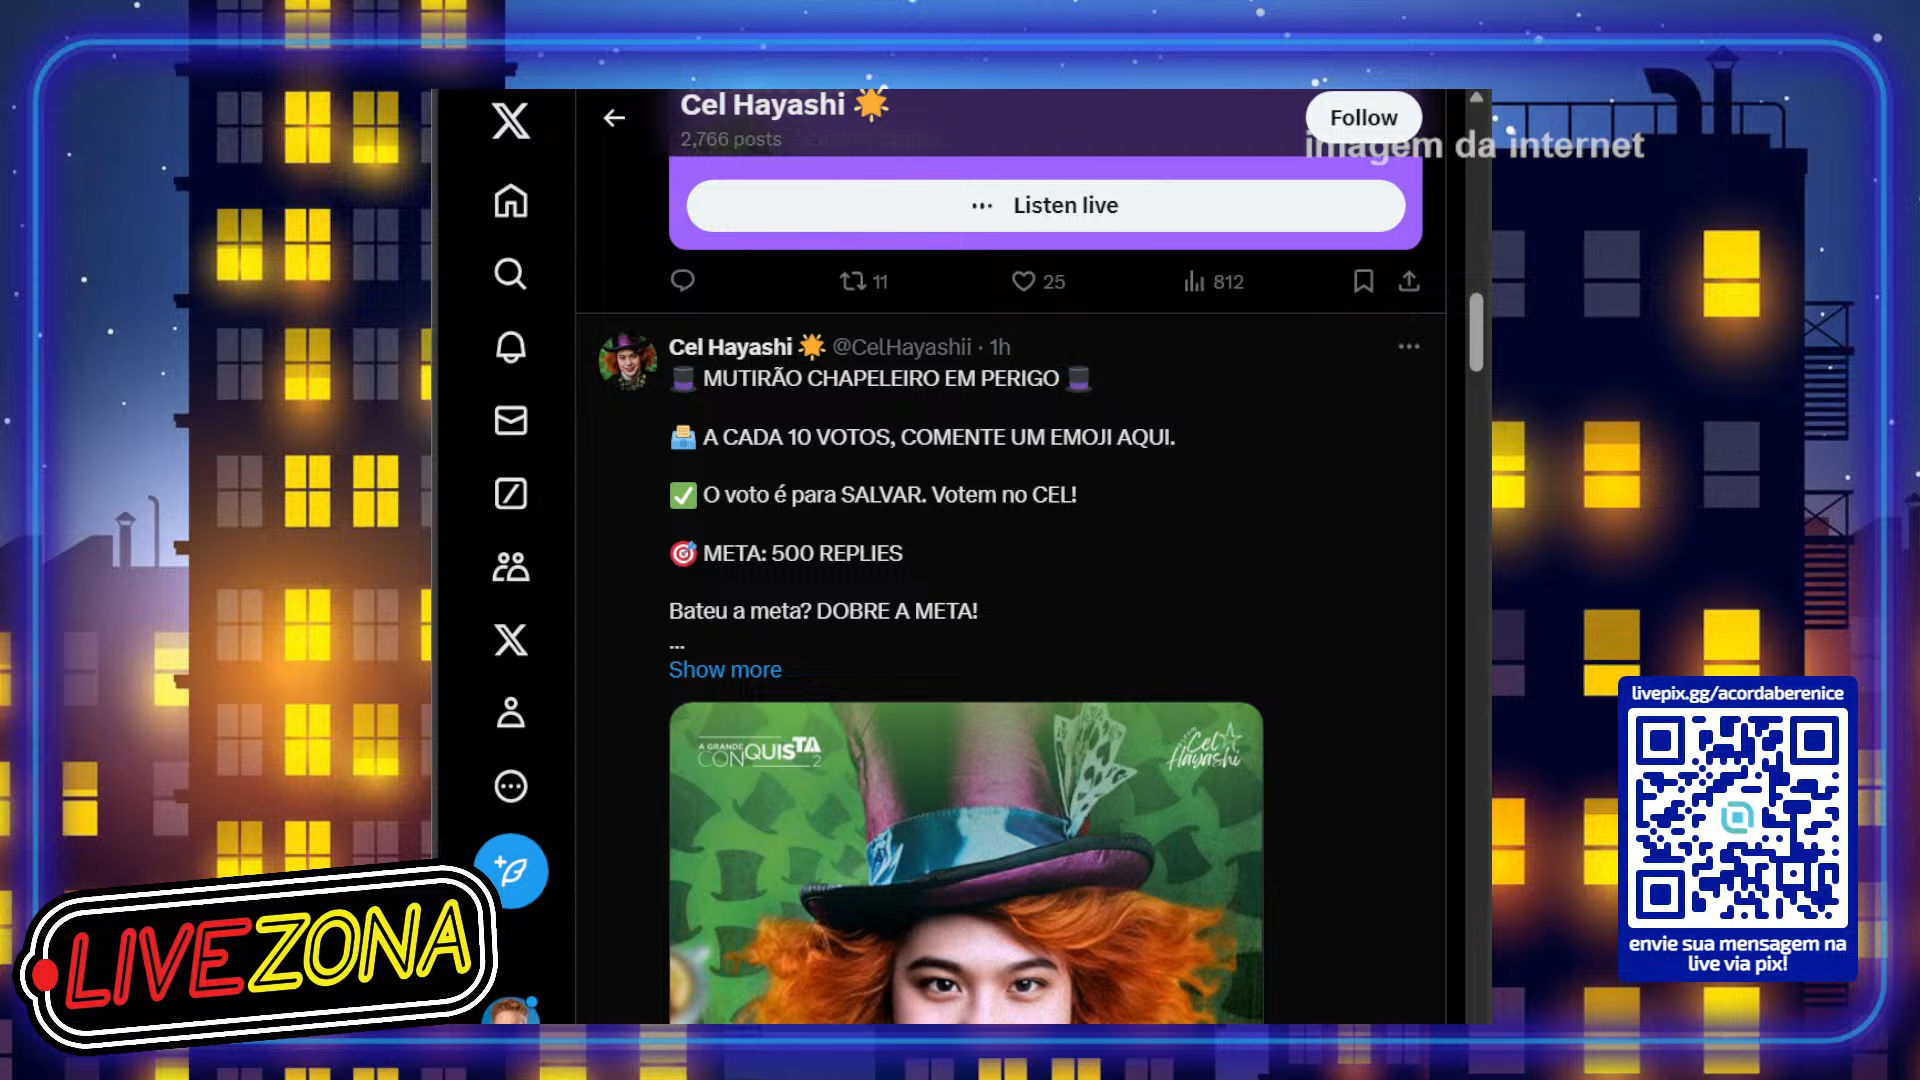 Cel Hayashi
2,766 posts
Follow
imagem da internet
Listen live
11
25
812
Cel Hayashi @CelHayashii · 1h
MUTIRÃO CHAPELEIRO EM PERIGO
A CADA 10 VOTOS, COMENTE UM EMOJI AQUI.
O voto é para SALVAR. Votem no CEL!
META: 500 REPLIES
Bateu a meta? DOBRE A META!
...
Show more
A GRANDE
CONQUISTA
2
Cel
Hayashi
livepix.gg/acordaberenice
envie sua mensagem na
live via pix!
LIVEZONA